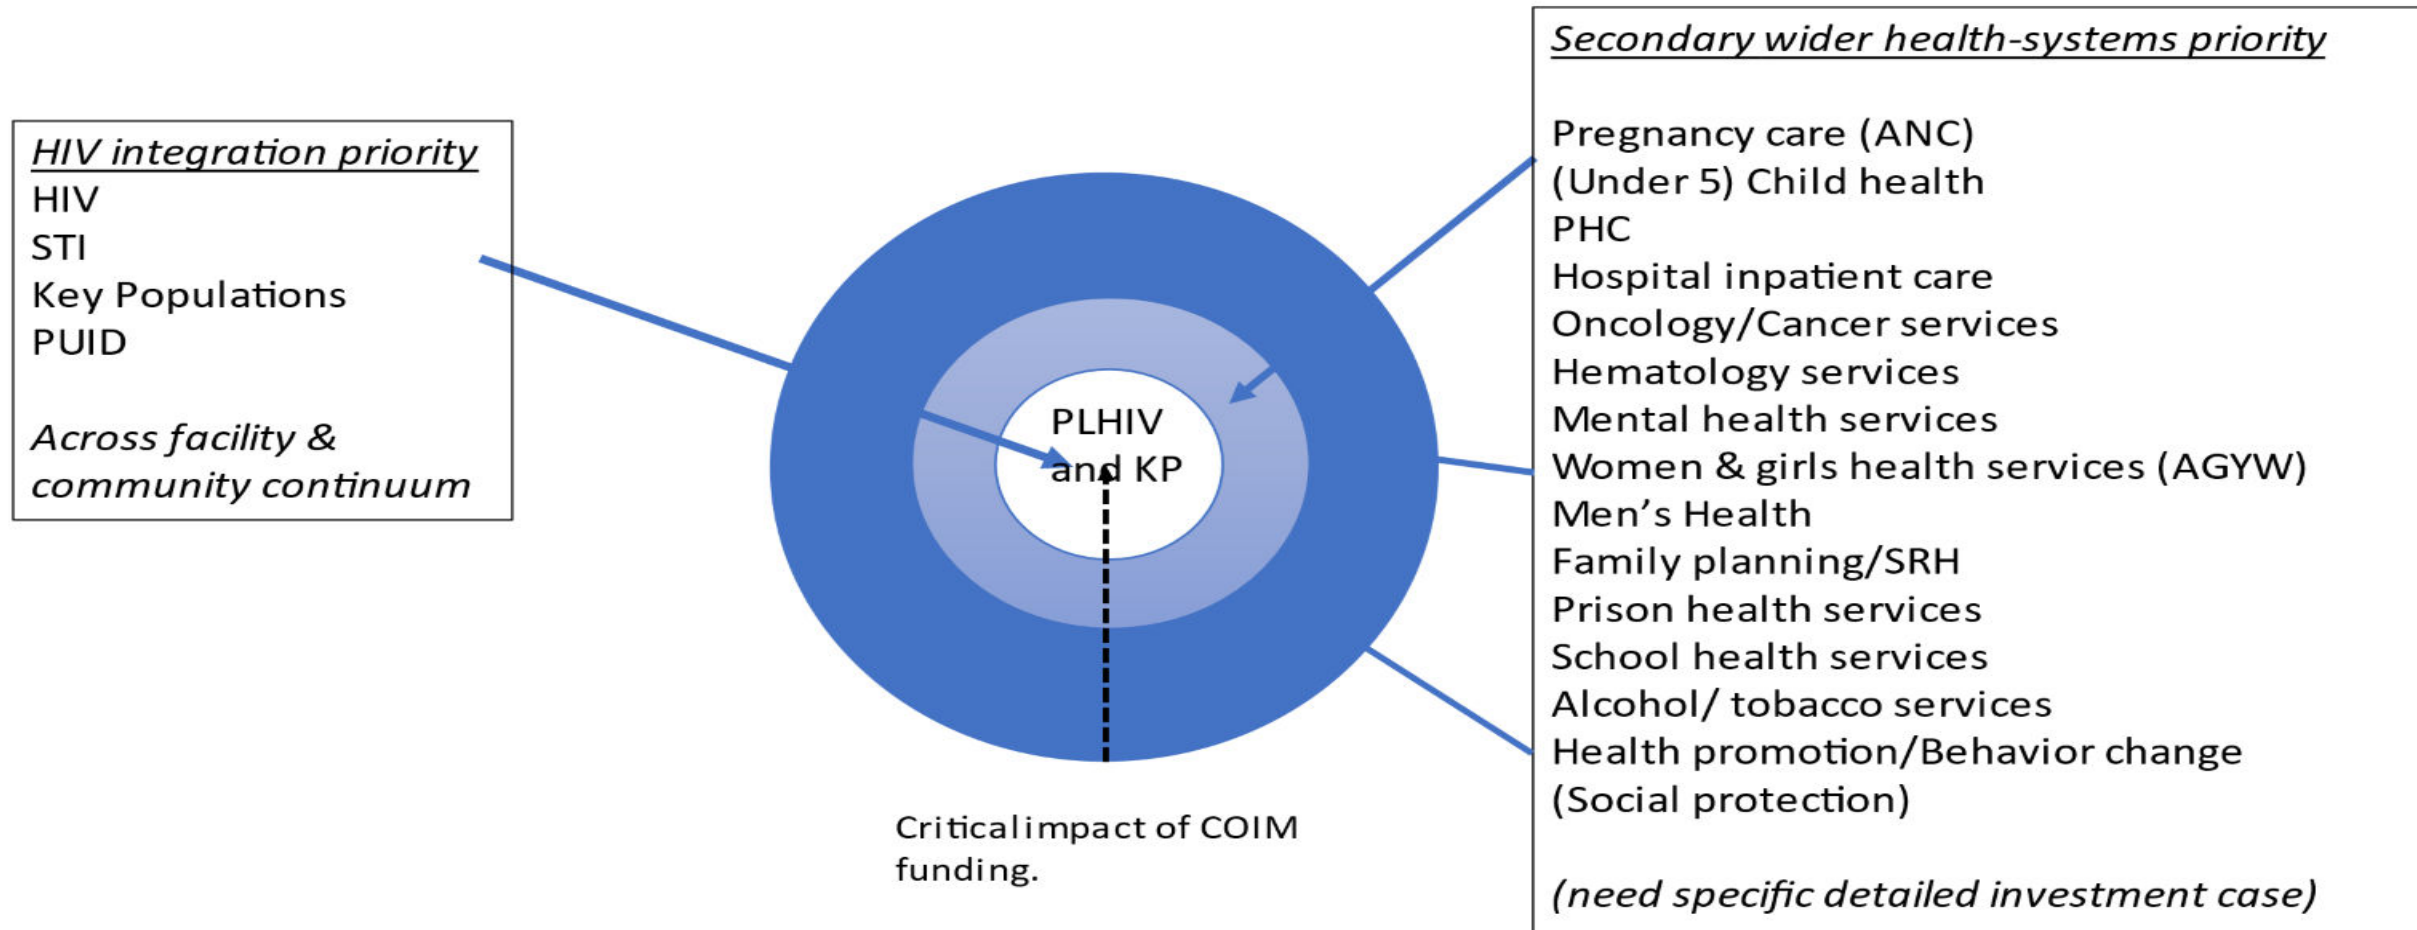 HIV integration priority
HIV
STI
Key Populations
PUID
Across facility &
community continuum
PLHIV
and KP
Critical impact of COIM
funding.
Secondary wider health-systems priority
Pregnancy care (ANC)
(Under 5) Child health
PHC
Hospital inpatient care
Oncology/Cancer services
Hematology services
Mental health services
Women & girls health services (AGYW)
Men’s Health
Family planning/SRH
Prison health services
School health services
Alcohol/ tobacco services
Health promotion/Behavior change
(Social protection)
(need specific detailed investment case)